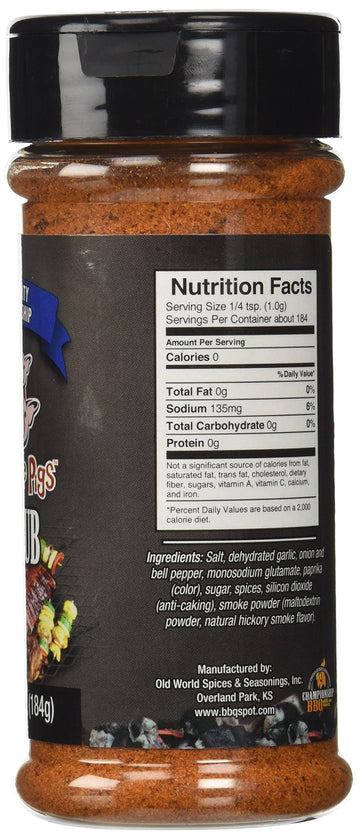 Pigs™
UB
(184g)
Nutrition Facts
Serving Size 1/4 tsp. (1.0g)
Servings Per Container about 184
Amount Per Serving
Calories 0
% Daily Value*
Total Fat 0g 0%
Sodium 135mg 6%
Total Carbohydrate 0g 0%
Protein 0g
Not a significant source of calories from fat,
saturated fat, trans fat, cholesterol, dietary
fiber, sugars, vitamin A, vitamin C, calcium,
and iron.
*Percent Daily Values are based on a 2,000
calorie diet.
Ingredients: Salt, dehydrated garlic, onion and
bell pepper, monosodium glutamate, paprika
(color), sugar, spices, silicon dioxide
(anti-caking), smoke powder (maltodextrin
powder, natural hickory smoke flavor).
Manufactured by:
Old World Spices & Seasonings, Inc.
Overland Park, KS
www.bbqspot.com
CHAMPIONSHIP
BBQ